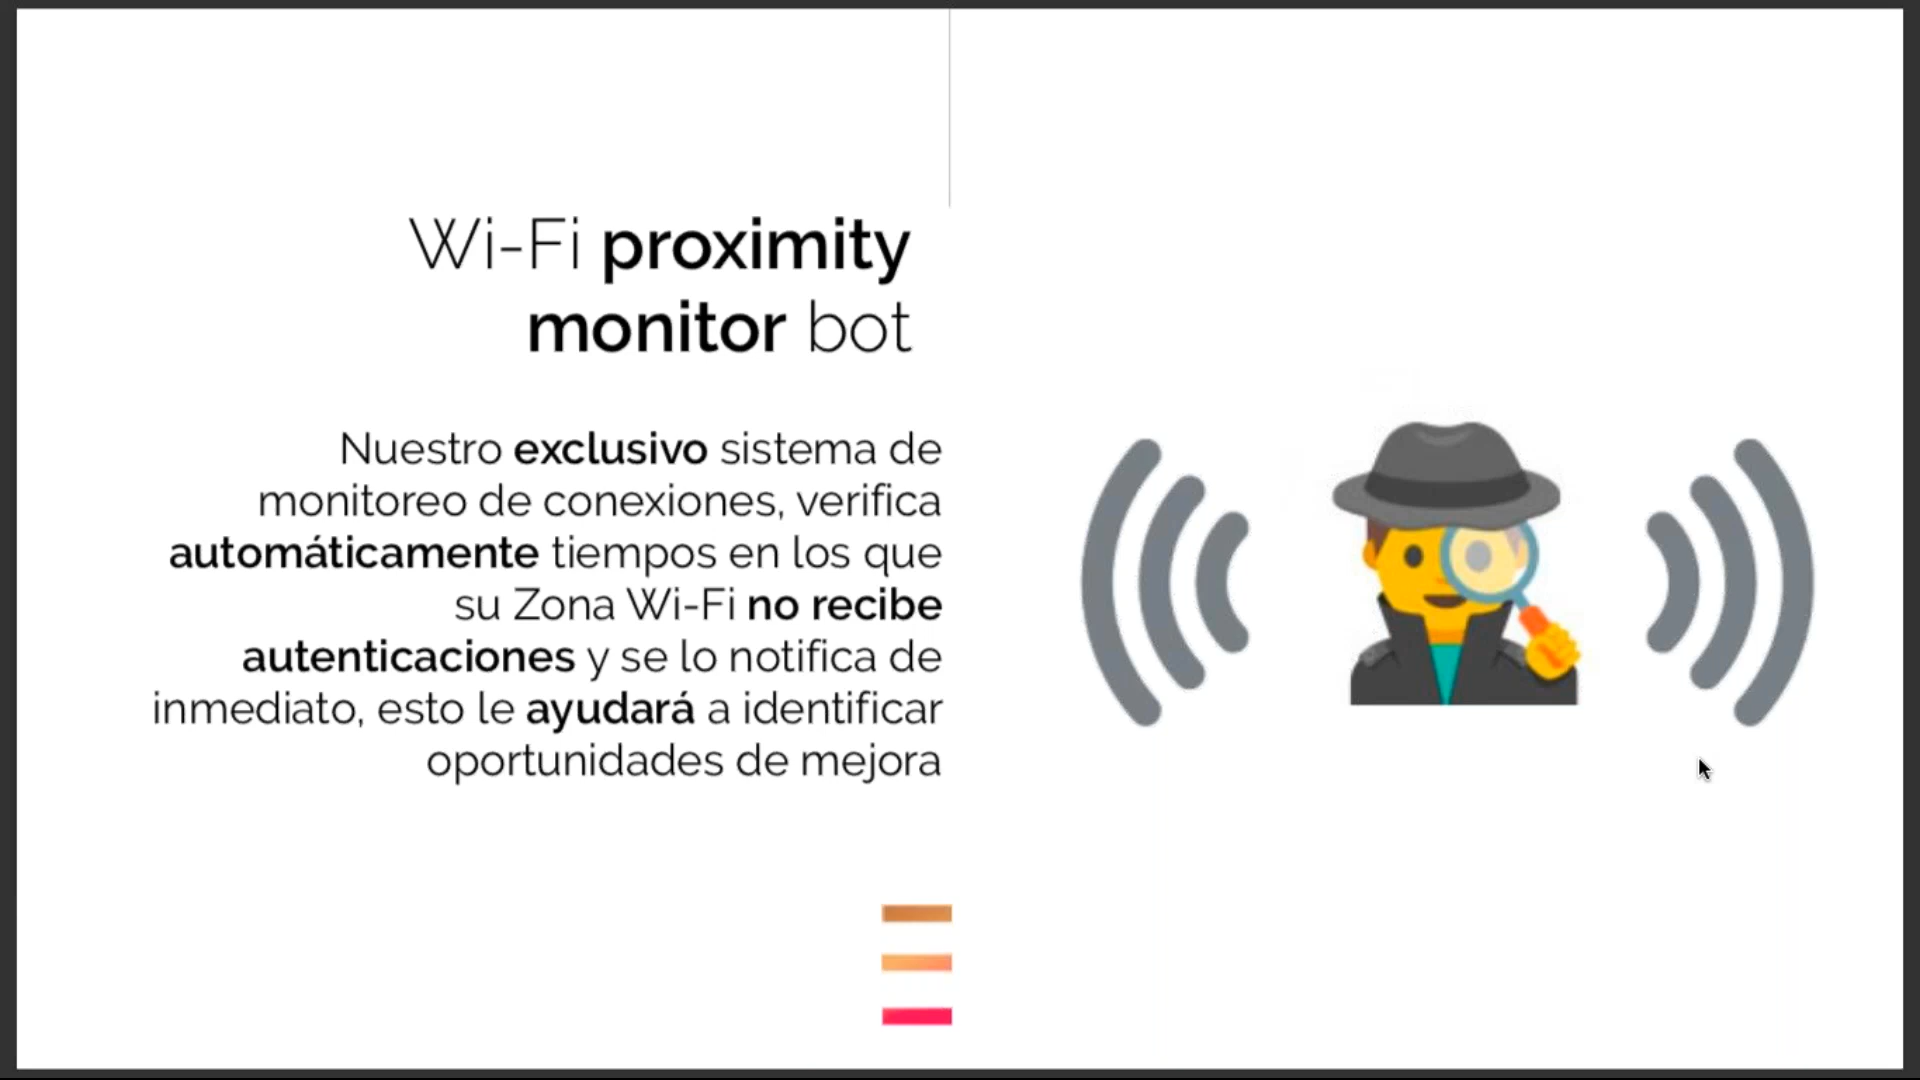 Wi-Fi proximity
monitor bot
Nuestro exclusivo sistema de
monitoreo de conexiones, verifica
automáticamente tiempos en los que
su Zona Wi-Fi no recibe
autenticaciones y se lo notifica de
inmediato, esto le ayudará a identificar
oportunidades de mejora